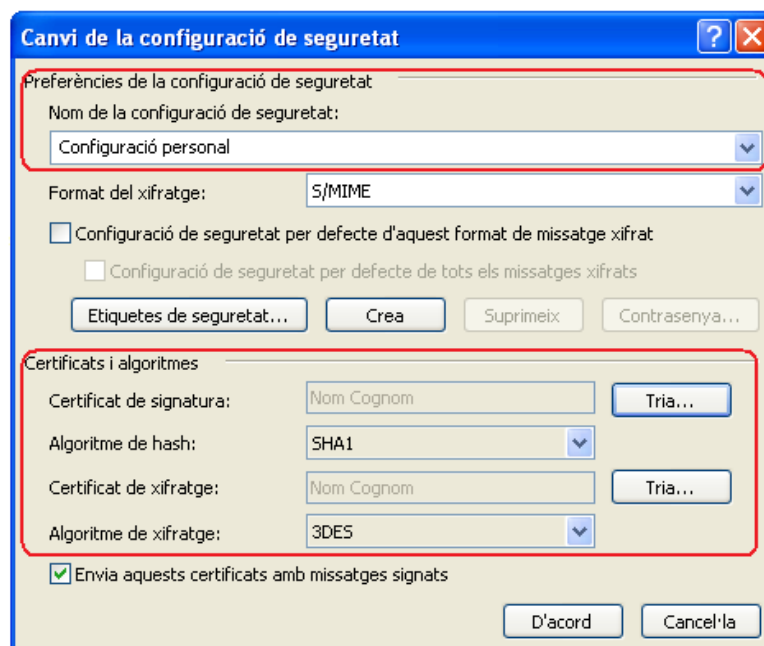 Canvi de la configuració de seguretat
Preferències de la configuració de seguretat
Nom de la configuració de seguretat:
Configuració personal
Format del xifratge: S/MIME
Configuració de seguretat per defecte d'aquest format de missatge xifrat
Configuració de seguretat per defecte de tots els missatges xifrats
Etiquetes de seguretat... Crea Suprimeix Contrasenya...
Certificats i algoritmes
Certificat de signatura: Nom Cognom Tria...
Algoritme de hash: SHA1
Certificat de xifratge: Nom Cognom Tria...
Algoritme de xifratge: 3DES
Envia aquests certificats amb missatges signats
D'acord Cancel·la